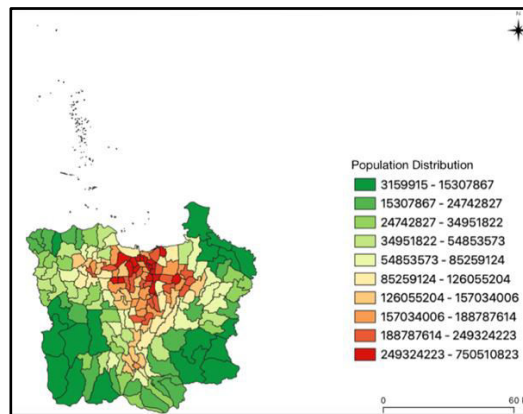 N
Population Distribution
3159915 - 15307867
15307867 - 24742827
24742827 - 34951822
34951822 - 54853573
54853573 - 85259124
85259124 - 126055204
126055204 - 157034006
157034006 - 188787614
188787614 - 249324223
249324223 - 750510823
0 60